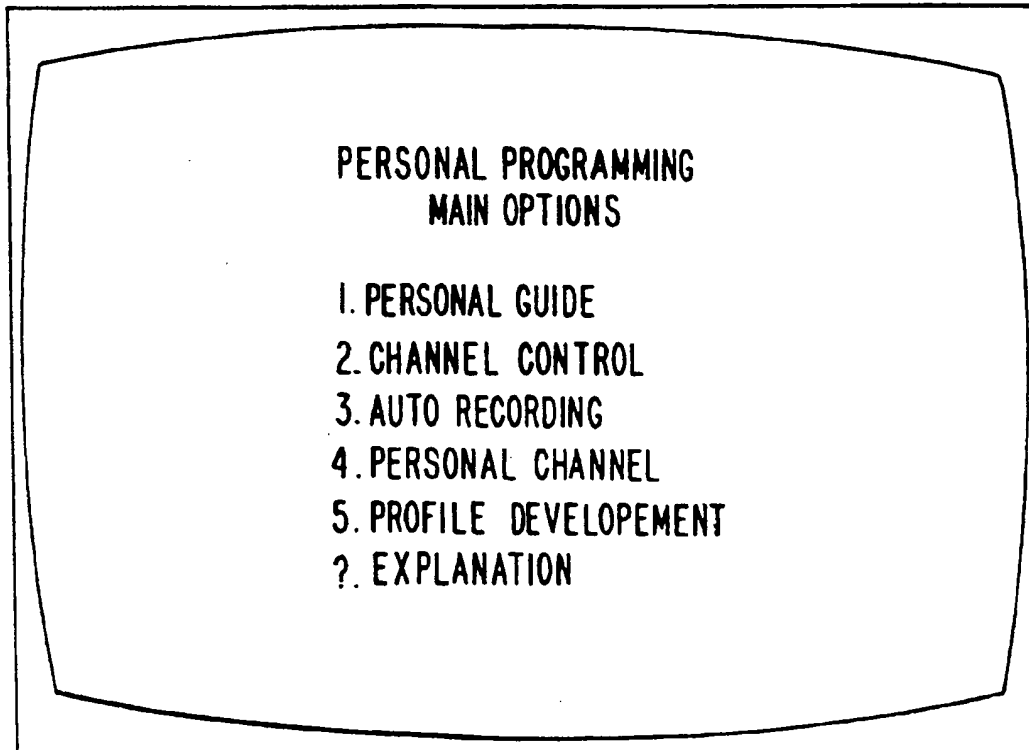 PERSONAL PROGRAMMING
MAIN OPTIONS
1. PERSONAL GUIDE
2. CHANNEL CONTROL
3. AUTO RECORDING
4. PERSONAL CHANNEL
5. PROFILE DEVELOPEMENT
?. EXPLANATION